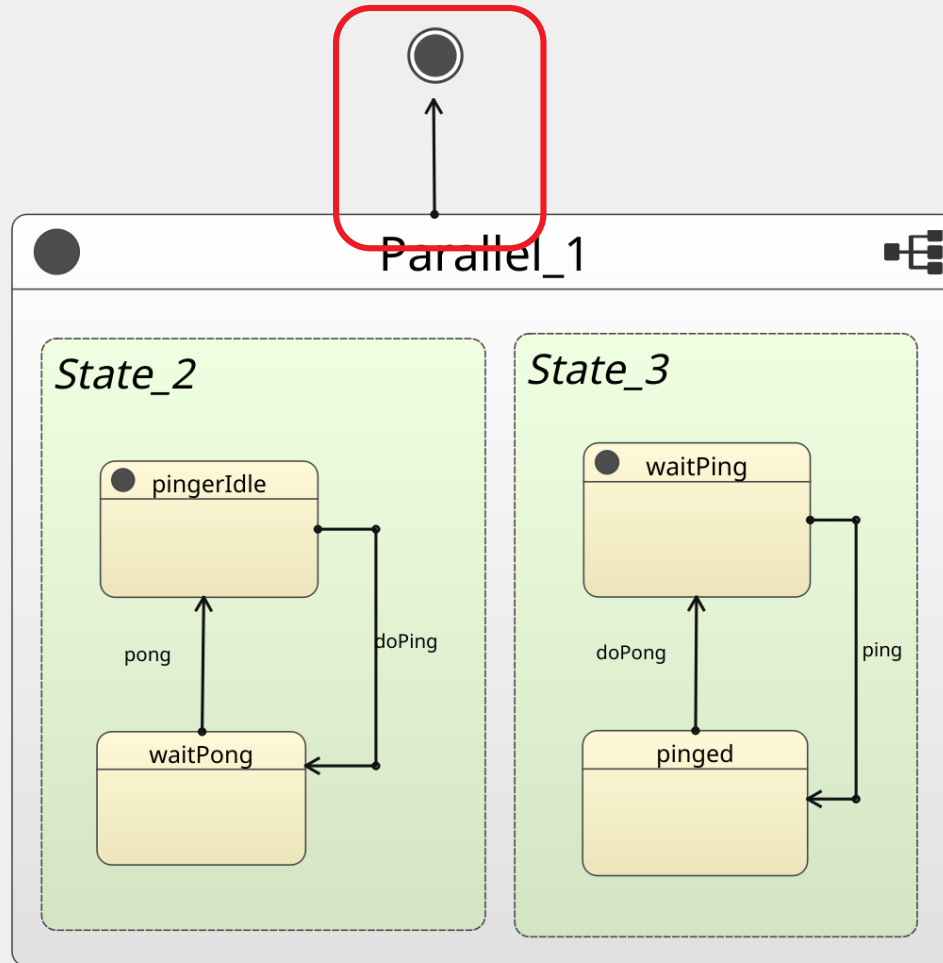 Parallel_1
State_2
pingerIdle
pong
doPing
waitPong
State_3
waitPing
doPong
ping
pinged